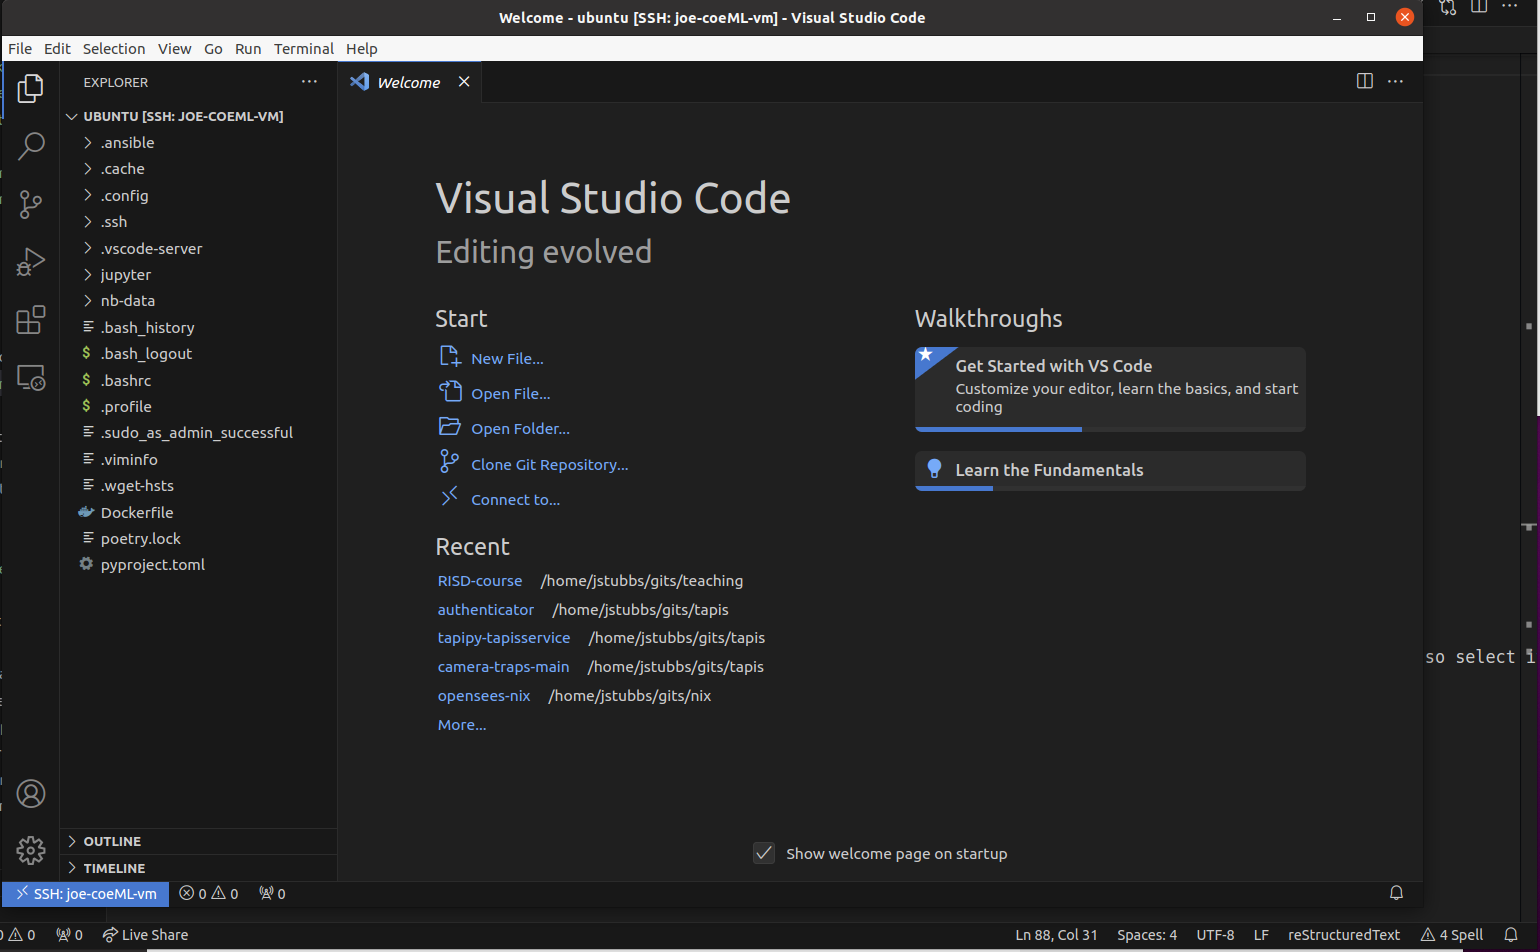 Welcome - ubuntu [SSH: joe-coeML-vm] - Visual Studio Code
File Edit Selection View Go Run Terminal Help
EXPLORER
Welcome
UBUNTU [SSH: JOE-COEML-VM]
.ansible
.cache
.config
.ssh
.vscode-server
jupyter
nb-data
.bash_history
.bash_logout
.bashrc
.profile
.sudo_as_admin_successful
.viminfo
.wget-hsts
Dockerfile
poetry.lock
pyproject.toml
OUTLINE
TIMELINE
Visual Studio Code
Editing evolved
Start
New File...
Open File...
Open Folder...
Clone Git Repository...
Connect to...
Recent
RISD-course /home/jstubbs/gits/teaching
authenticator /home/jstubbs/gits/tapis
tapipy-tapisservice /home/jstubbs/gits/tapis
camera-traps-main /home/jstubbs/gits/tapis
opensees-nix /home/jstubbs/gits/nix
More...
Walkthroughs
Get Started with VS Code
Customize your editor, learn the basics, and start
coding
Learn the Fundamentals
Show welcome page on startup
so select i
SSH: joe-coeML-vm 0 0 0
0 0 0 Live Share Ln 88, Col 31 Spaces: 4 UTF-8 LF reStructuredText 4 Spell